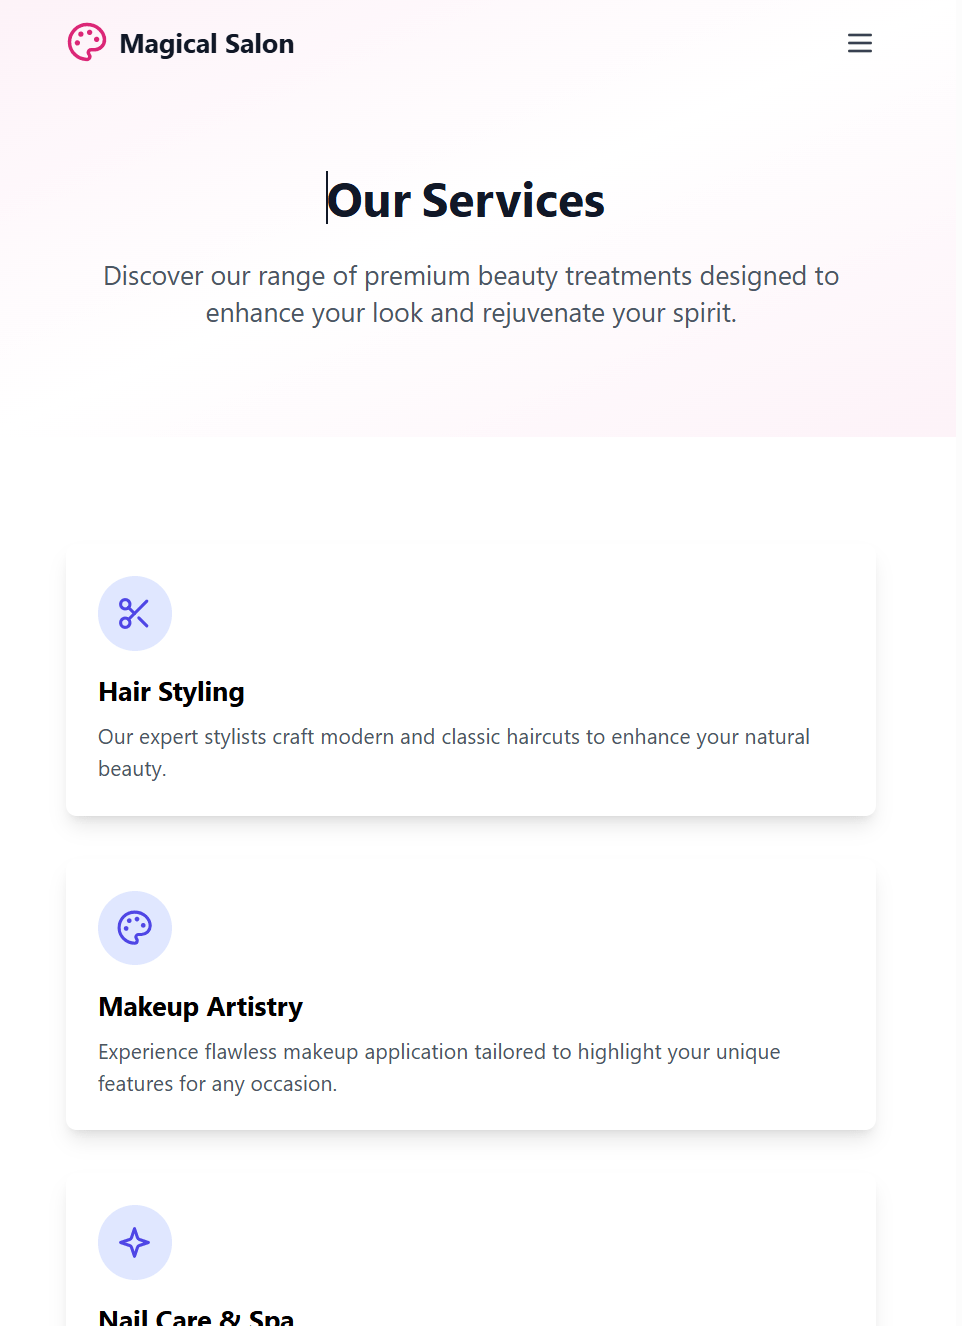 Magical Salon
Our Services
Discover our range of premium beauty treatments designed to
enhance your look and rejuvenate your spirit.
Hair Styling
Our expert stylists craft modern and classic haircuts to enhance your natural
beauty.
Makeup Artistry
Experience flawless makeup application tailored to highlight your unique
features for any occasion.
Nail Care & Spa